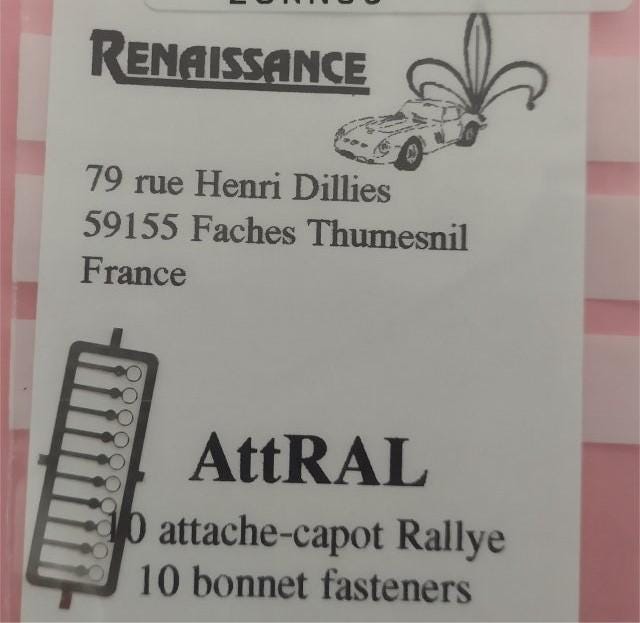 RENAISSANCE
79 rue Henri Dillies
59155 Faches Thumesnil
France
AttRAL
10 attache-capot Rallye
10 bonnet fasteners